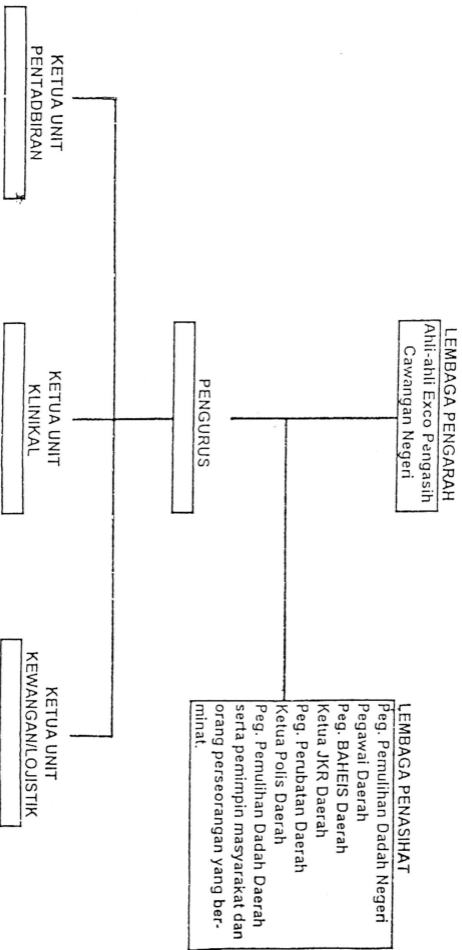 LEMBAGA PENGARAH
Ahli-ahli Exco Pengasih
Cawangan Negeri
LEMBAGA PENASIHAT
Peg. Pemulihan Dadah Negeri
Pegawai Daerah
Peg. BAHEIS Daerah
Ketua JKR Daerah
Peg. Perubatan Daerah
Ketua Polis Daerah
Peg. Pemulihan Dadah Daerah
serta pemimpin masyarakat dan
orang perseorangan yang ber-
minat.
PENGURUS
KETUA UNIT
PENTADBIRAN
KETUA UNIT
KLINIKAL
KETUA UNIT
KEWANGAN/LOJISTIK